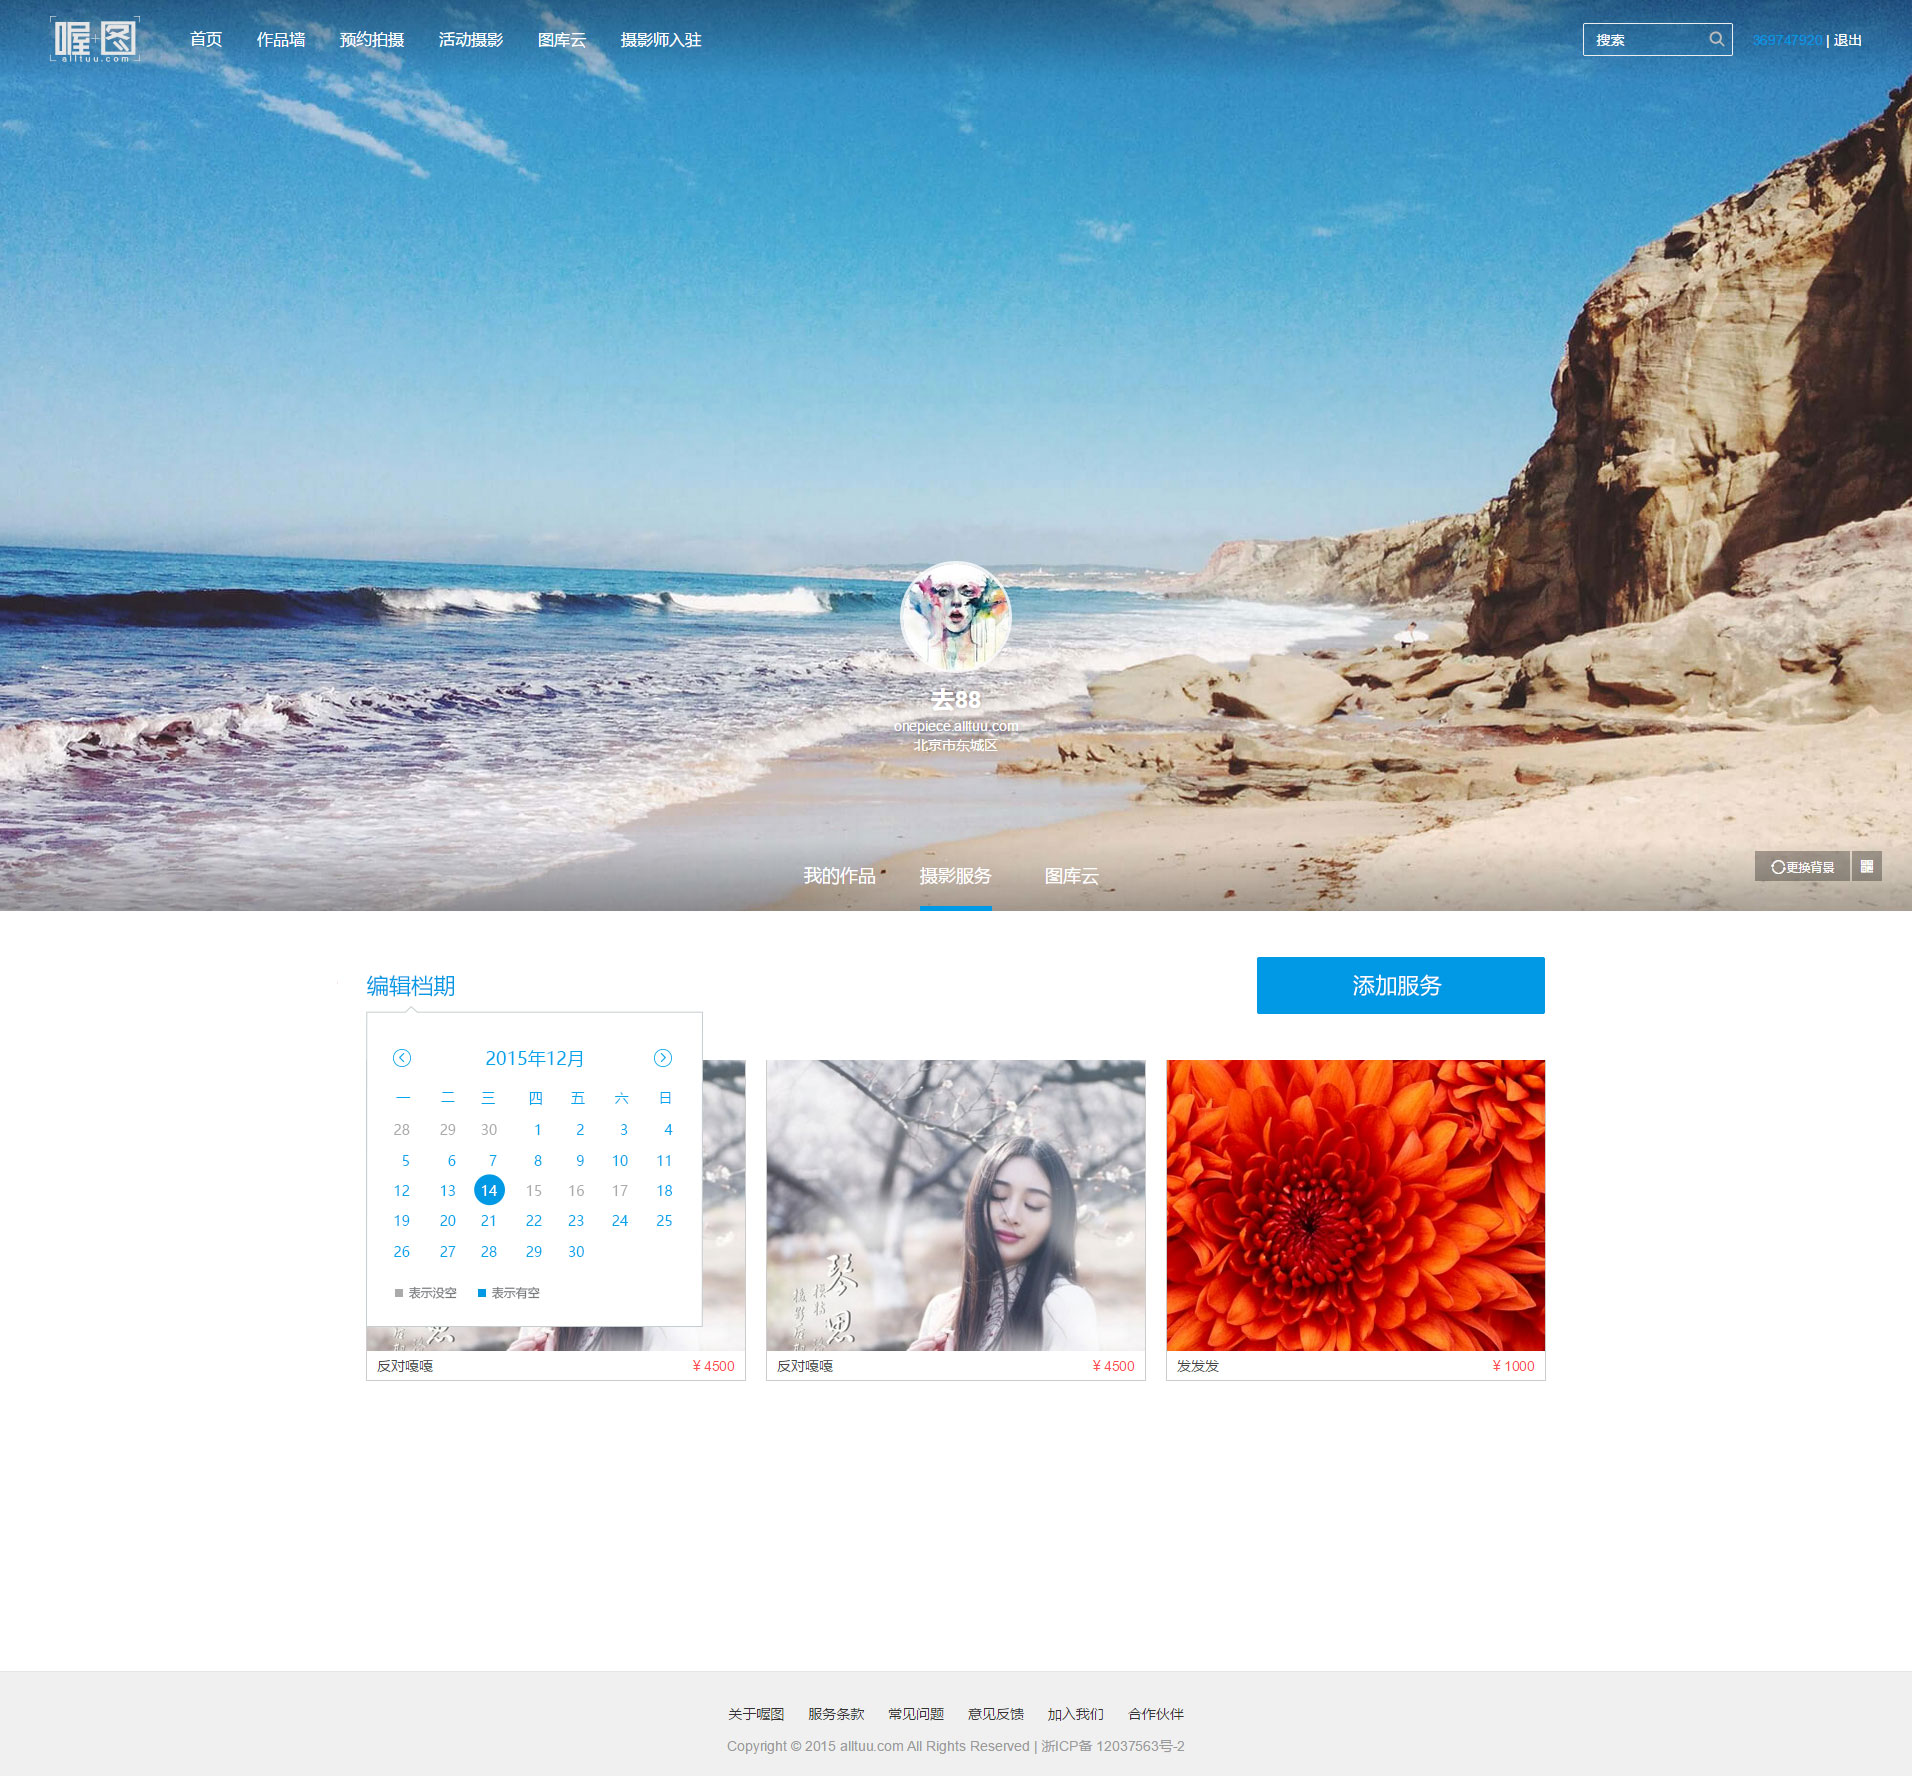 喔图
alltuu.com
首页 作品墙 预约拍摄 活动摄影 图库云 摄影师入驻
搜索
369747920 | 退出
去88
onepiece.alltuu.com
北京市东城区
我的作品 摄影服务 图库云
更换背景
编辑档期
添加服务
2015年12月
一 二 三 四 五 六 日
28 29 30 1 2 3 4
5 6 7 8 9 10 11
12 13 14 15 16 17 18
19 20 21 22 23 24 25
26 27 28 29 30
表示没空 表示有空
琴
思
反对嘎嘎 ¥ 4500
反对嘎嘎 ¥ 4500
发发发 ¥ 1000
关于喔图 服务条款 常见问题 意见反馈 加入我们 合作伙伴
Copyright © 2015 alltuu.com All Rights Reserved | 浙ICP备 12037563号-2